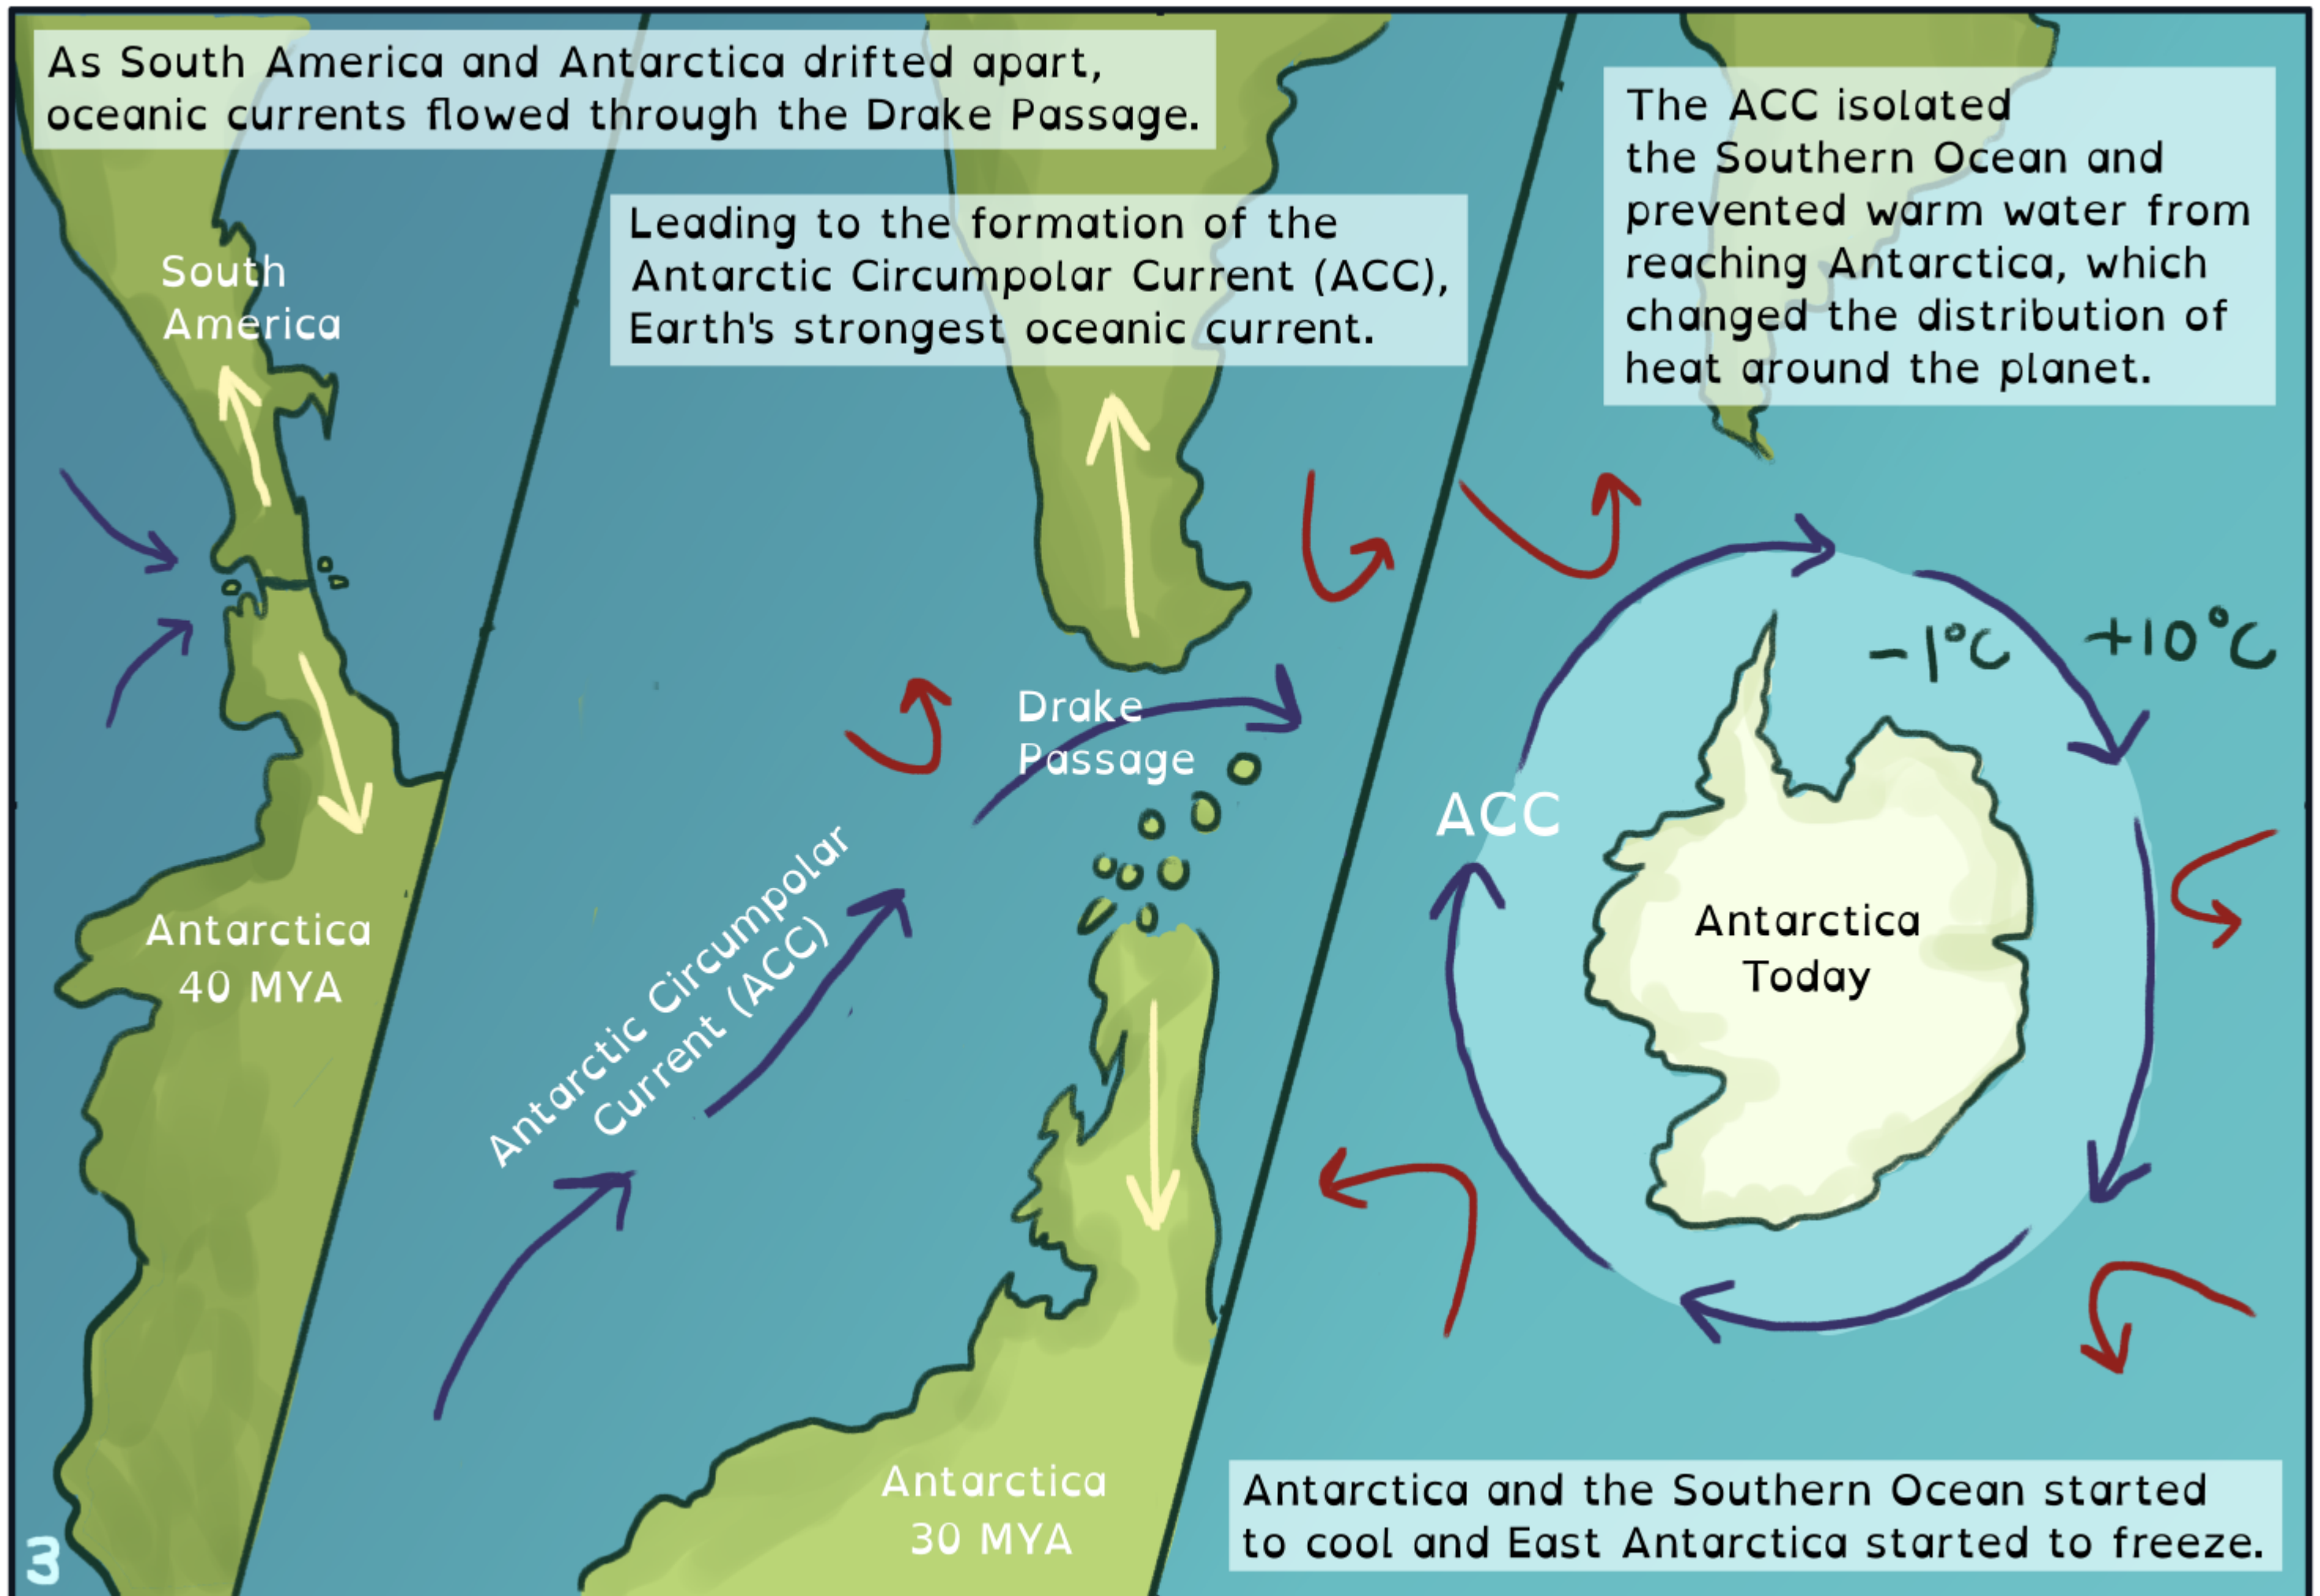 As South America and Antarctica drifted apart,
oceanic currents flowed through the Drake Passage.
South
America
Antarctica
40 MYA
Leading to the formation of the
Antarctic Circumpolar Current (ACC),
Earth's strongest oceanic current.
Drake
Passage
Antarctic Circumpolar
Current (ACC)
Antarctica
30 MYA
The ACC isolated
the Southern Ocean and
prevented warm water from
reaching Antarctica, which
changed the distribution of
heat around the planet.
-1°C
+10°C
ACC
Antarctica
Today
Antarctica and the Southern Ocean started
to cool and East Antarctica started to freeze.
3